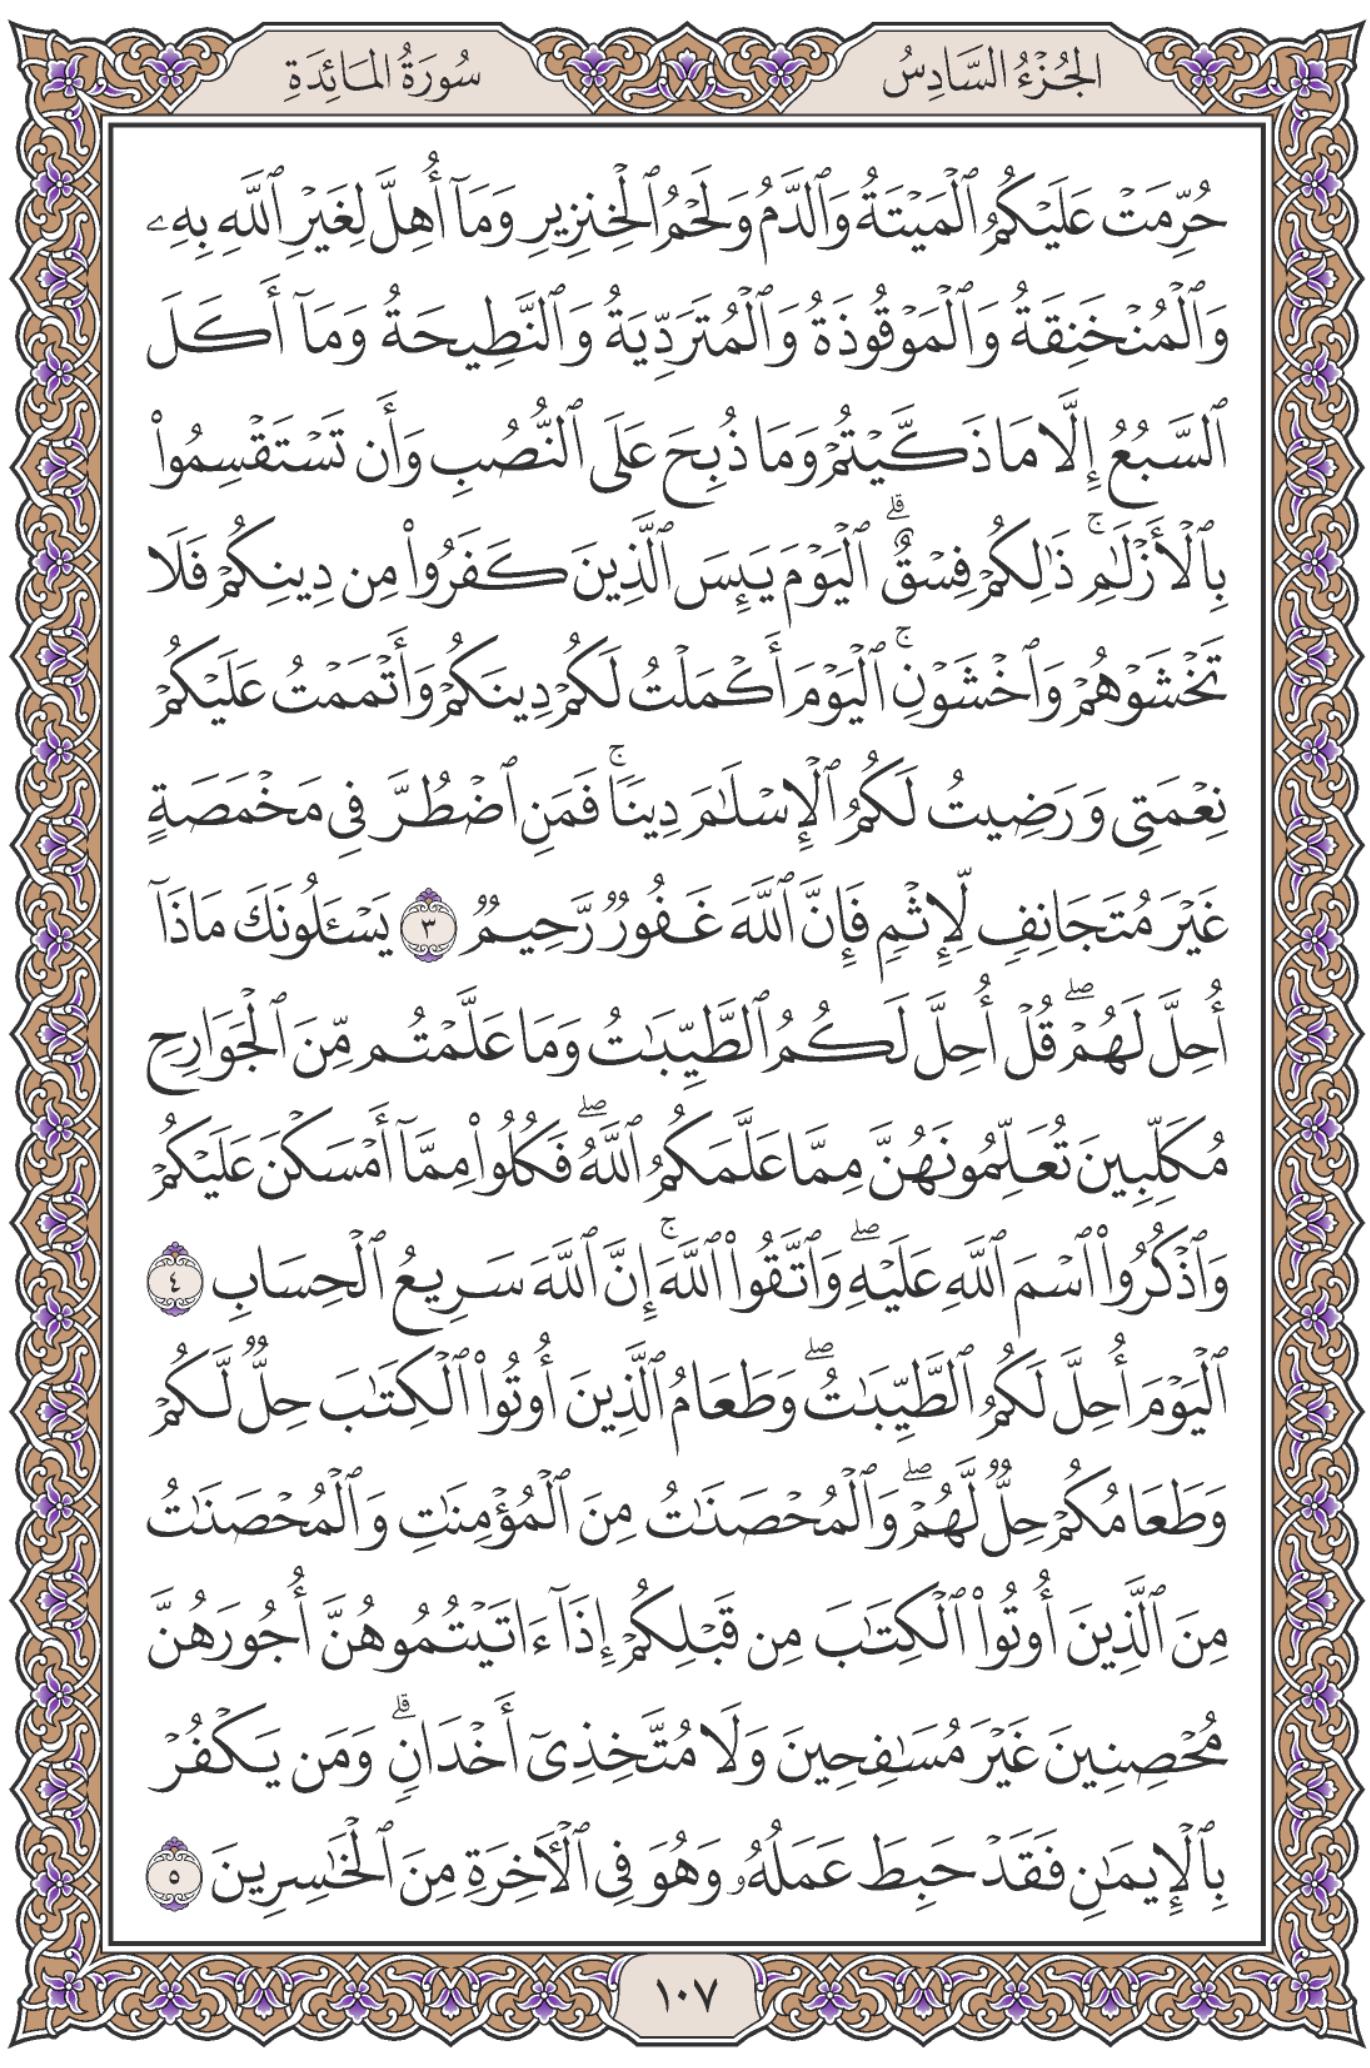 الجُزْءُ السَّادِسُ
سُورَةُ المَائِدَةِ
حُرِّمَتْ عَلَيْكُمُ ٱلْمَيْتَةُ وَٱلدَّمُ وَلَحْمُ ٱلْخِنزِيرِ وَمَآ أُهِلَّ لِغَيْرِ ٱللَّهِ بِهِۦ
وَٱلْمُنْخَنِقَةُ وَٱلْمَوْقُوذَةُ وَٱلْمُتَرَدِّيَةُ وَٱلنَّطِيحَةُ وَمَآ أَكَلَ
ٱلسَّبُعُ إِلَّا مَا ذَكَّيْتُمْ وَمَا ذُبِحَ عَلَى ٱلنُّصُبِ وَأَن تَسْتَقْسِمُوا۟
بِٱلْأَزْلَـٰمِ ۚ ذَٰلِكُمْ فِسْقٌ ۗ ٱلْيَوْمَ يَئِسَ ٱلَّذِينَ كَفَرُوا۟ مِن دِينِكُمْ فَلَا
تَخْشَوْهُمْ وَٱخْشَوْنِ ۚ ٱلْيَوْمَ أَكْمَلْتُ لَكُمْ دِينَكُمْ وَأَتْمَمْتُ عَلَيْكُمْ
نِعْمَتِى وَرَضِيتُ لَكُمُ ٱلْإِسْلَـٰمَ دِينًا ۚ فَمَنِ ٱضْطُرَّ فِى مَخْمَصَةٍ
غَيْرَ مُتَجَانِفٍ لِّإِثْمٍ فَإِنَّ ٱللَّهَ غَفُورٌ رَّحِيمٌ ٣ يَسْـَٔلُونَكَ مَاذَآ
أُحِلَّ لَهُمْ ۖ قُلْ أُحِلَّ لَكُمُ ٱلطَّيِّبَـٰتُ وَمَا عَلَّمْتُم مِّنَ ٱلْجَوَارِحِ
مُكَلِّبِينَ تُعَلِّمُونَهُنَّ مِمَّا عَلَّمَكُمُ ٱللَّهُ ۖ فَكُلُوا۟ مِمَّآ أَمْسَكْنَ عَلَيْكُمْ
وَٱذْكُرُوا۟ ٱسْمَ ٱللَّهِ عَلَيْهِ ۖ وَٱتَّقُوا۟ ٱللَّهَ ۚ إِنَّ ٱللَّهَ سَرِيعُ ٱلْحِسَابِ ٤
ٱلْيَوْمَ أُحِلَّ لَكُمُ ٱلطَّيِّبَـٰتُ ۖ وَطَعَامُ ٱلَّذِينَ أُوتُوا۟ ٱلْكِتَـٰبَ حِلٌّ لَّكُمْ
وَطَعَامُكُمْ حِلٌّ لَّهُمْ ۖ وَٱلْمُحْصَنَـٰتُ مِنَ ٱلْمُؤْمِنَـٰتِ وَٱلْمُحْصَنَـٰتُ
مِنَ ٱلَّذِينَ أُوتُوا۟ ٱلْكِتَـٰبَ مِن قَبْلِكُمْ إِذَآ ءَاتَيْتُمُوهُنَّ أُجُورَهُنَّ
مُحْصِنِينَ غَيْرَ مُسَـٰفِحِينَ وَلَا مُتَّخِذِىٓ أَخْدَانٍ ۗ وَمَن يَكْفُرْ
بِٱلْإِيمَـٰنِ فَقَدْ حَبِطَ عَمَلُهُۥ وَهُوَ فِى ٱلْـَٔاخِرَةِ مِنَ ٱلْخَـٰسِرِينَ ٥
١٠٧